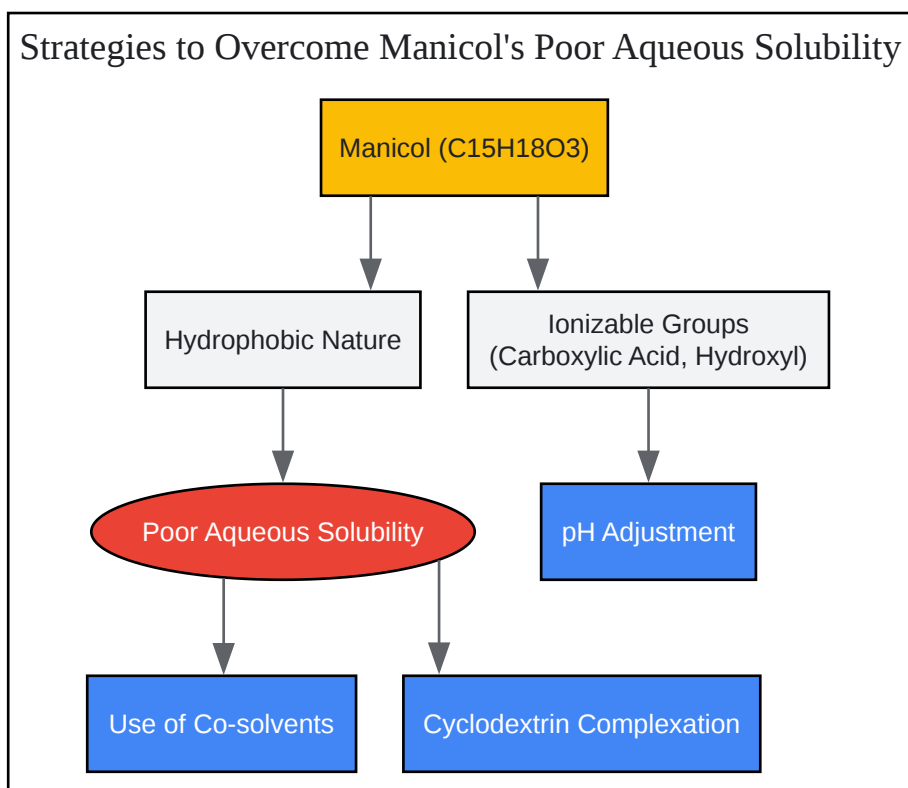 Strategies to Overcome Manicol's Poor Aqueous Solubility
Manicol (C15H18O3)
Hydrophobic Nature
Ionizable Groups
(Carboxylic Acid, Hydroxyl)
Poor Aqueous Solubility
pH Adjustment
Use of Co-solvents
Cyclodextrin Complexation